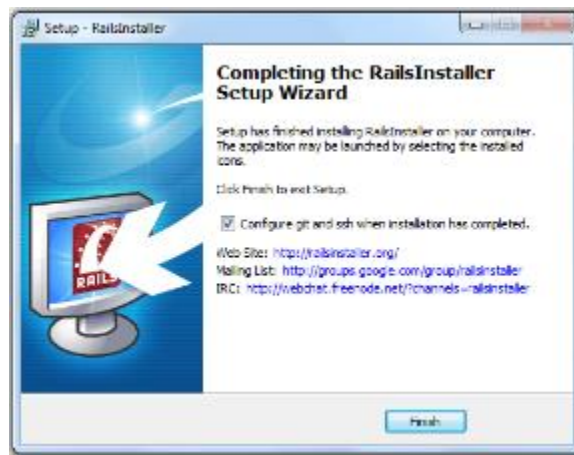 Setup - RailsInstaller
Completing the RailsInstaller
Setup Wizard
Setup has finished installing RailsInstaller on your computer.
The application may be launched by selecting the installed
icons.
Click Finish to exit Setup.
Configure git and ssh when installation has completed.
Web Site: http://railsinstaller.org/
Mailing List: http://groups.google.com/group/railsinstaller
IRC: http://webchat.freenode.net/?channels=railsinstaller
RAILS
Finish